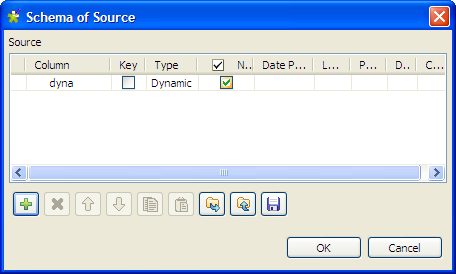 Schema of Source
Source
Column Key Type N.. Date P... L... P... D.. C...
dyna Dynamic
OK Cancel